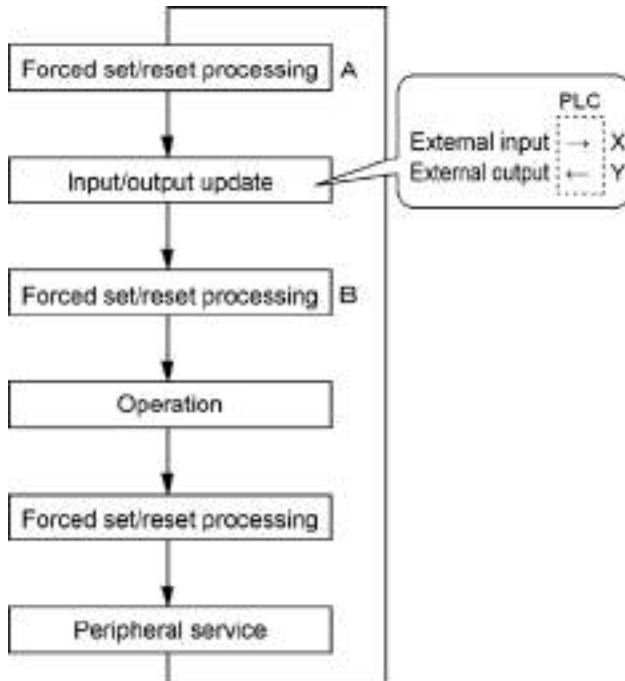 Forced set/reset processing A
PLC
External input → X
Input/output update
External output ← Y
Forced set/reset processing B
Operation
Forced set/reset processing
Peripheral service